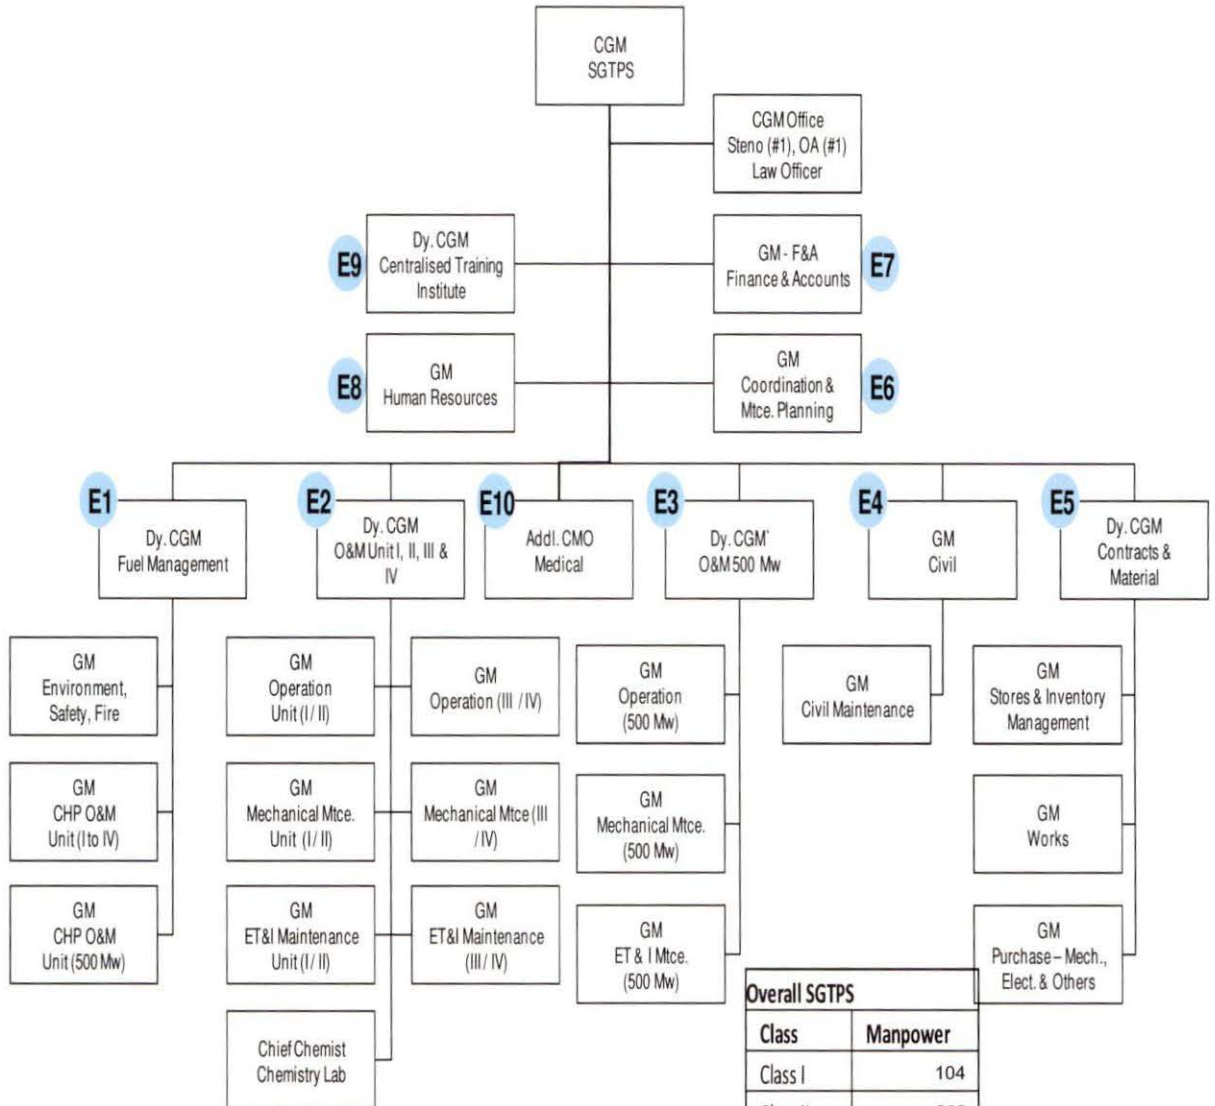 CGM
SGTPS
CGM Office
Steno (#1), OA (#1)
Law Officer
E9
Dy. CGM
Centralised Training
Institute
GM - F&A
Finance & Accounts
E7
E8
GM
Human Resources
GM
Coordination &
Mtce. Planning
E6
E1
Dy. CGM
Fuel Management
E2
Dy. CGM
O&M Unit I, II, III &
IV
E10
Addl. CMO
Medical
E3
Dy. CGM`
O&M 500 Mw
E4
GM
Civil
E5
Dy. CGM
Contracts &
Material
GM
Environment,
Safety, Fire
GM
CHP O&M
Unit (I to IV)
GM
CHP O&M
Unit (500 Mw)
GM
Operation
Unit (I / II)
GM
Operation (III / IV)
GM
Mechanical Mtce.
Unit (I / II)
GM
Mechanical Mtce (III
/ IV)
GM
ET&I Maintenance
Unit (I / II)
GM
ET&I Maintenance
(III / IV)
Chief Chemist
Chemistry Lab
GM
Operation
(500 Mw)
GM
Mechanical Mtce.
(500 Mw)
GM
ET & I Mtce.
(500 Mw)
GM
Civil Maintenance
GM
Stores & Inventory
Management
GM
Works
GM
Purchase – Mech.,
Elect. & Others
Overall SGTPS
Class Manpower
Class I 104